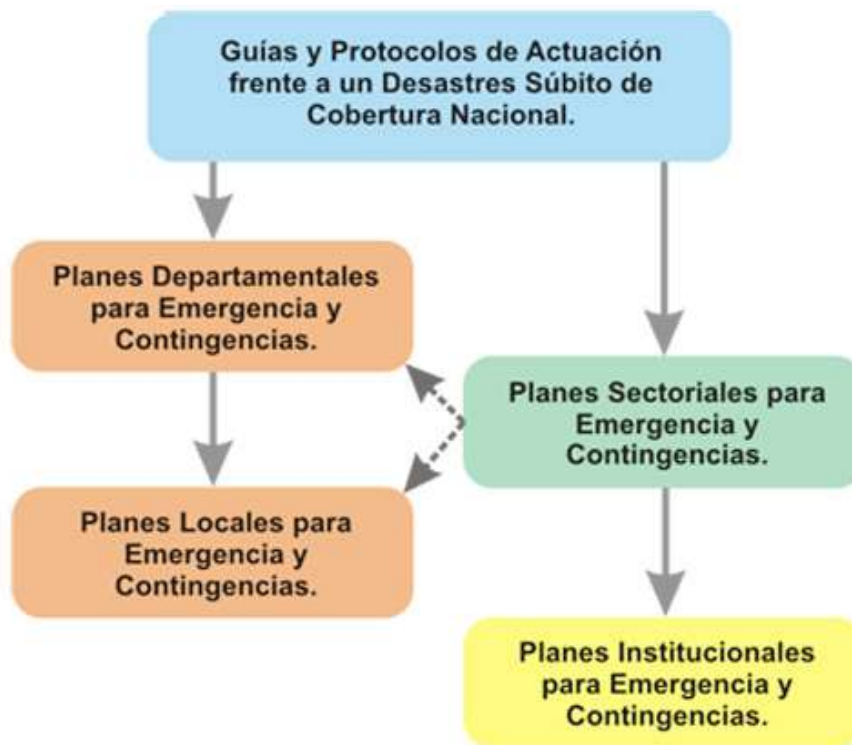 Guías y Protocolos de Actuación
frente a un Desastres Súbito de
Cobertura Nacional.
Planes Departamentales
para Emergencia y
Contingencias.
Planes Sectoriales para
Emergencia y
Contingencias.
Planes Locales para
Emergencia y
Contingencias.
Planes Institucionales
para Emergencia y
Contingencias.